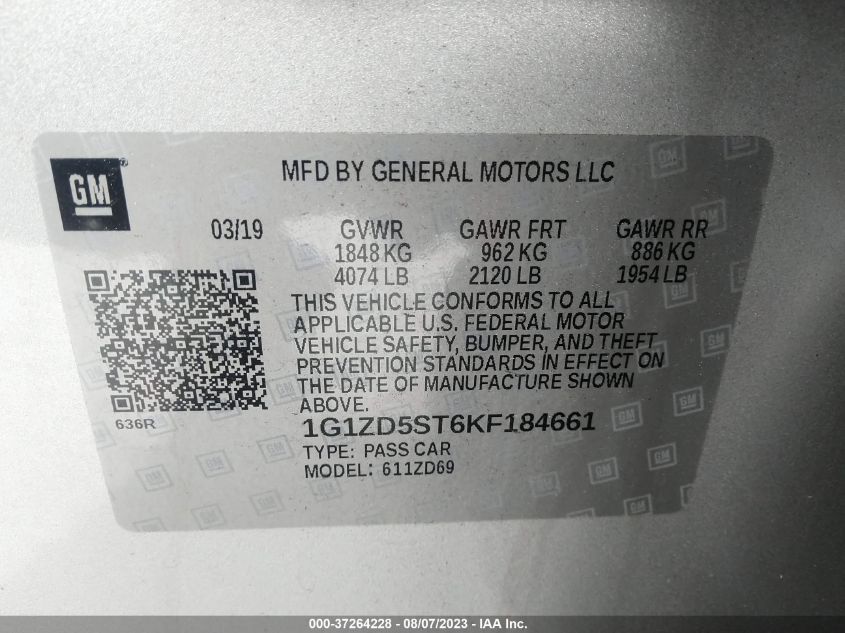 GM
MFD BY GENERAL MOTORS LLC
03/19 GVWR GAWR FRT GAWR RR
1848 KG 962 KG 886 KG
4074 LB 2120 LB 1954 LB
THIS VEHICLE CONFORMS TO ALL
APPLICABLE U.S. FEDERAL MOTOR
VEHICLE SAFETY, BUMPER, AND THEFT
PREVENTION STANDARDS IN EFFECT ON
THE DATE OF MANUFACTURE SHOWN
ABOVE.
636R
1G1ZD5ST6KF184661
TYPE: PASS CAR
MODEL: 611ZD69
000-37264228 - 08/07/2023 - IAA Inc.